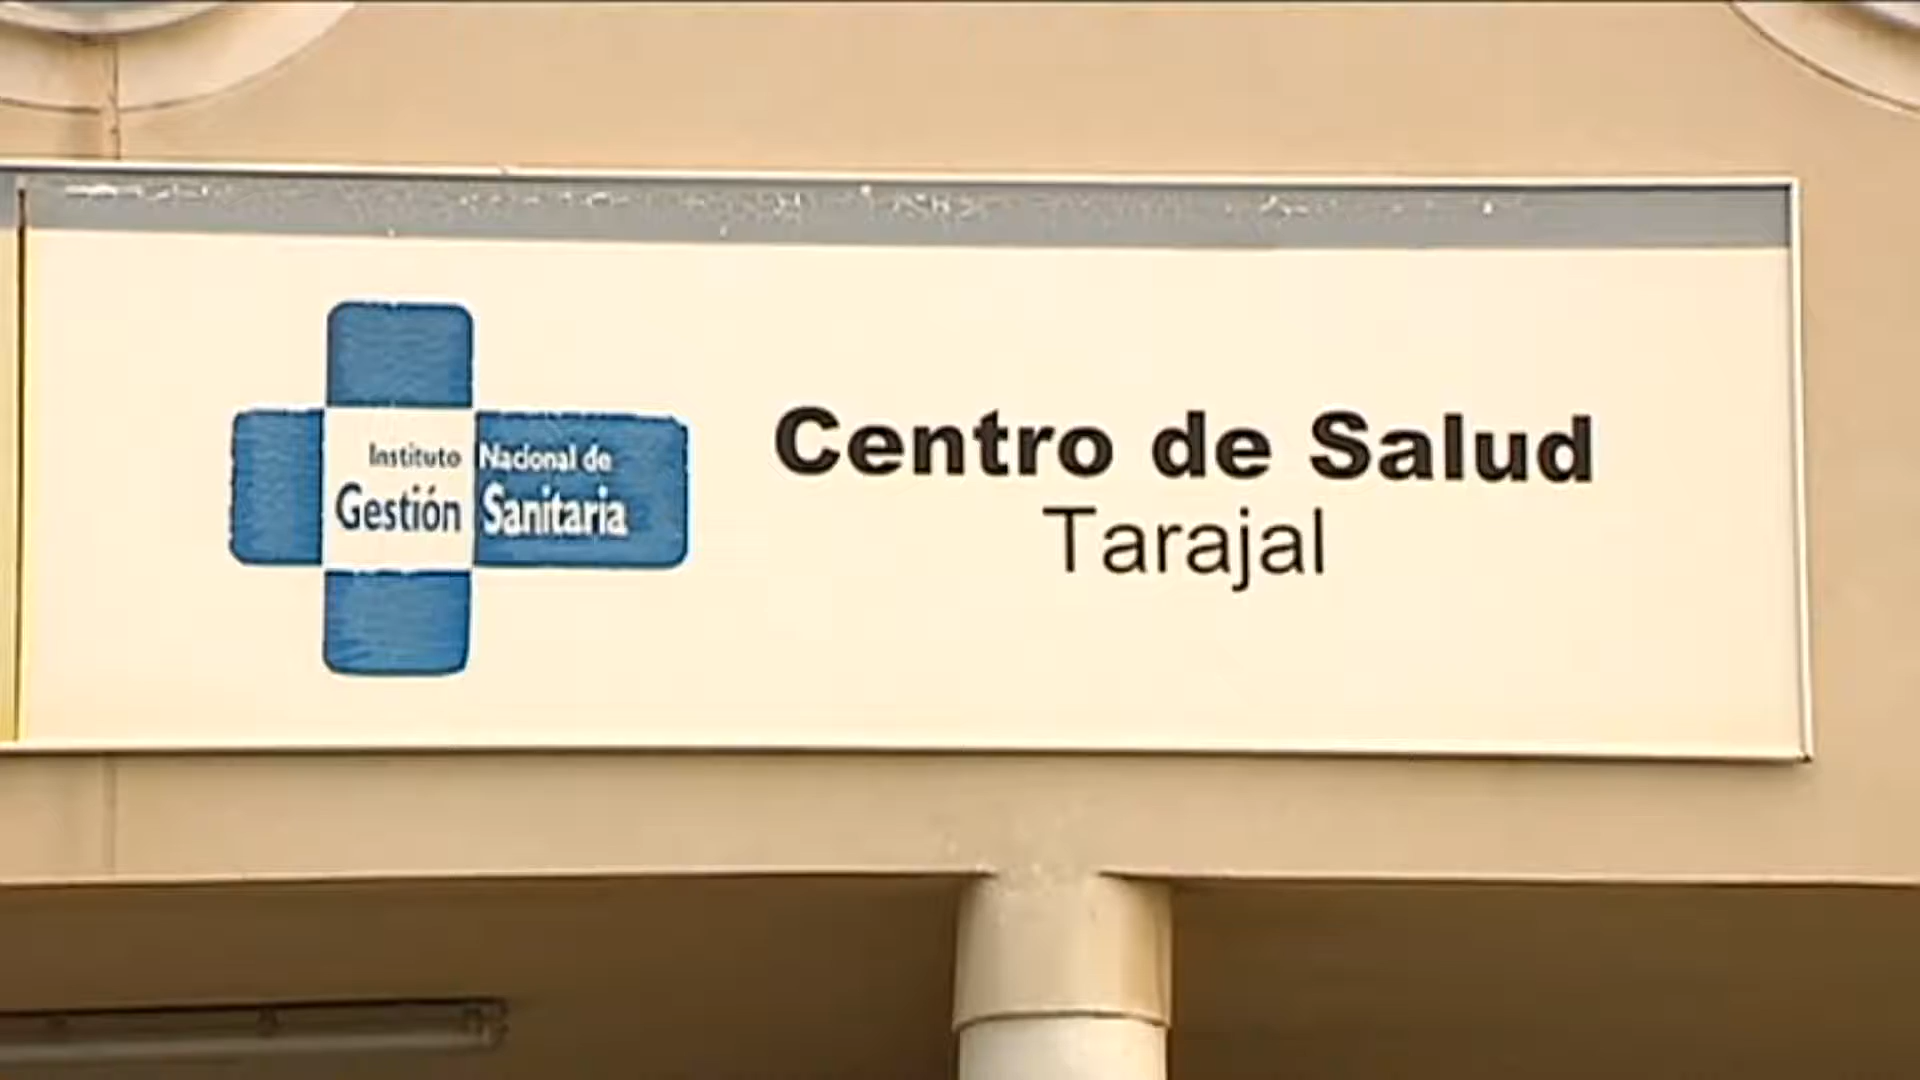 Instituto Nacional de
Gestión Sanitaria
Centro de Salud
Tarajal